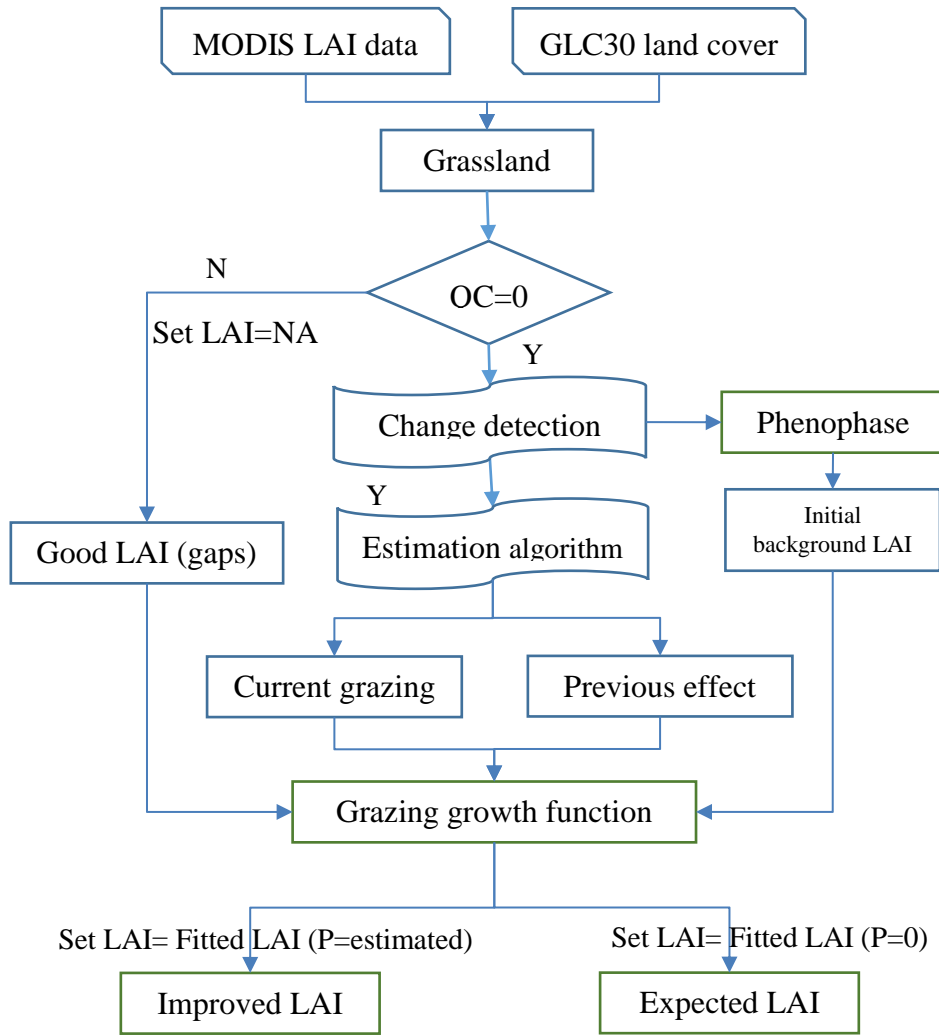 MODIS LAI data
GLC30 land cover
Grassland
N
OC=0
Set LAI=NA
Y
Change detection
Phenophase
Y
Initial
background LAI
Good LAI (gaps)
Estimation algorithm
Current grazing
Previous effect
Grazing growth function
Set LAI= Fitted LAI (P=estimated)
Set LAI= Fitted LAI (P=0)
Improved LAI
Expected LAI